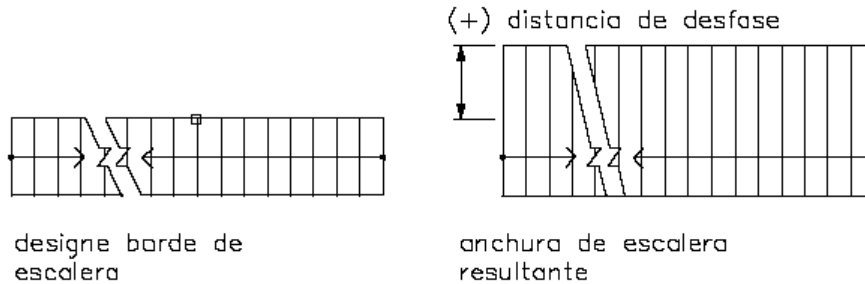 (+) distancia de desfase
designe borde de
escalera
anchura de escalera
resultante